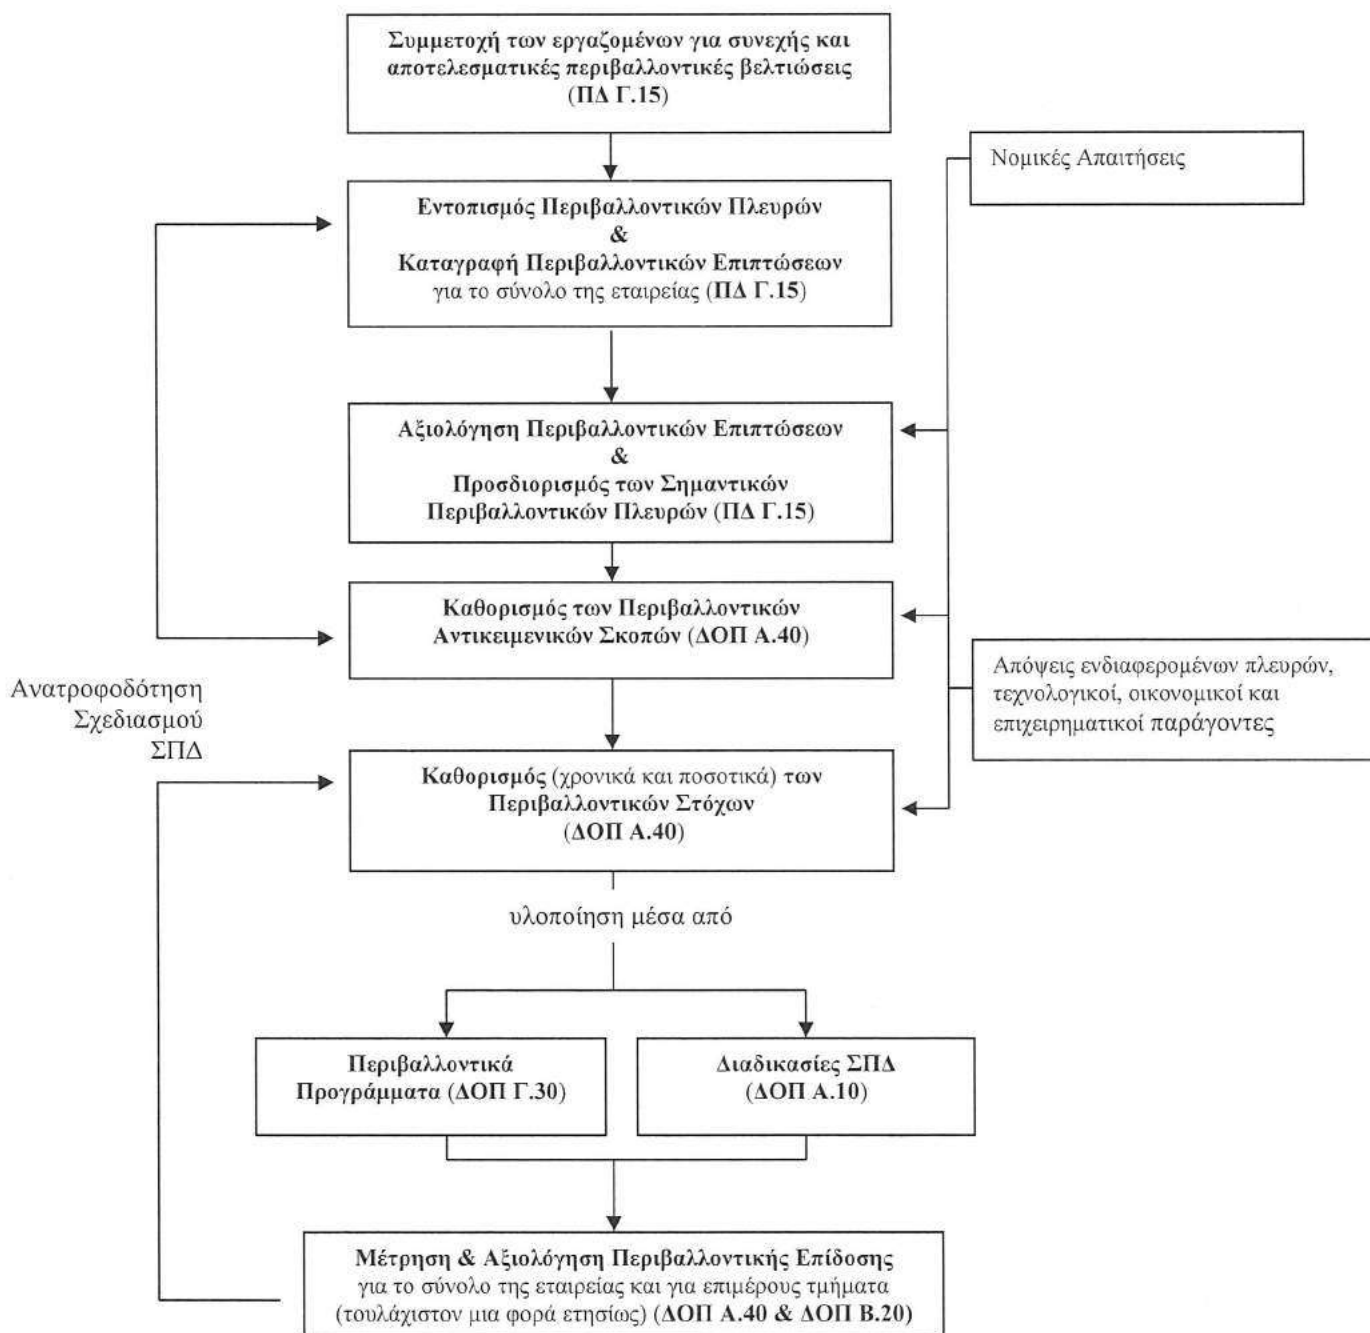 Συμμετοχή των εργαζομένων για συνεχής και
αποτελεσματικές περιβαλλοντικές βελτιώσεις
(ΠΔ Γ.15)
Νομικές Απαιτήσεις
Εντοπισμός Περιβαλλοντικών Πλευρών
&
Καταγραφή Περιβαλλοντικών Επιπτώσεων
για το σύνολο της εταιρείας (ΠΔ Γ.15)
Αξιολόγηση Περιβαλλοντικών Επιπτώσεων
&
Προσδιορισμός των Σημαντικών
Περιβαλλοντικών Πλευρών (ΠΔ Γ.15)
Καθορισμός των Περιβαλλοντικών
Αντικειμενικών Σκοπών (ΔΟΠ Α.40)
Απόψεις ενδιαφερομένων πλευρών,
τεχνολογικοί, οικονομικοί και
επιχειρηματικοί παράγοντες
Ανατροφοδότηση
Σχεδιασμού
ΣΠΔ
Καθορισμός (χρονικά και ποσοτικά) των
Περιβαλλοντικών Στόχων
(ΔΟΠ Α.40)
υλοποίηση μέσα από
Περιβαλλοντικά
Προγράμματα (ΔΟΠ Γ.30)
Διαδικασίες ΣΠΔ
(ΔΟΠ Α.10)
Μέτρηση & Αξιολόγηση Περιβαλλοντικής Επίδοσης
για το σύνολο της εταιρείας και για επιμέρους τμήματα
(τουλάχιστον μια φορά ετησίως) (ΔΟΠ Α.40 & ΔΟΠ Β.20)